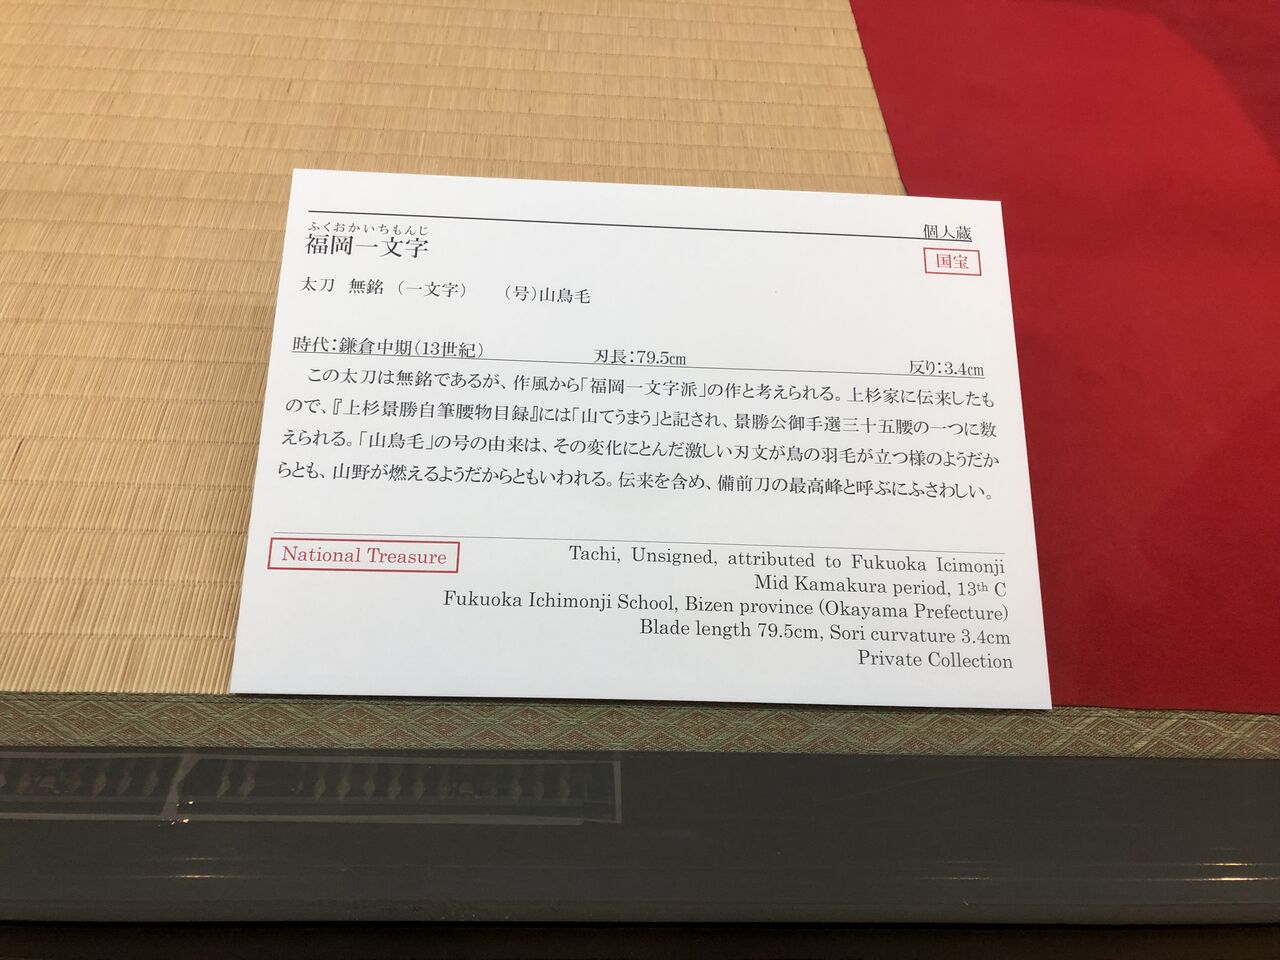 個人蔵
ふくおかいちもんじ
福岡一文字
国宝
太刀 無銘 (一文字) (号)山鳥毛
時代:鎌倉中期(13世紀) 刃長:79.5cm 反り:3.4cm
この太刀は無銘であるが、作風から「福岡一文字派」の作と考えられる。上杉家に伝来したも
ので、『上杉景勝自筆腰物目録』には「山てうまう」と記され、景勝公御手選三十五腰の一つに数
えられる。「山鳥毛」の号の由来は、その変化にとんだ激しい刃文が鳥の羽毛が立つ様のようだか
らとも、山野が燃えるようだからともいわれる。伝来を含め、備前刀の最高峰と呼ぶにふさわしい。
National Treasure
Tachi, Unsigned, attributed to Fukuoka Icimonji
Mid Kamakura period, 13th C
Fukuoka Ichimonji School, Bizen province (Okayama Prefecture)
Blade length 79.5cm, Sori curvature 3.4cm
Private Collection